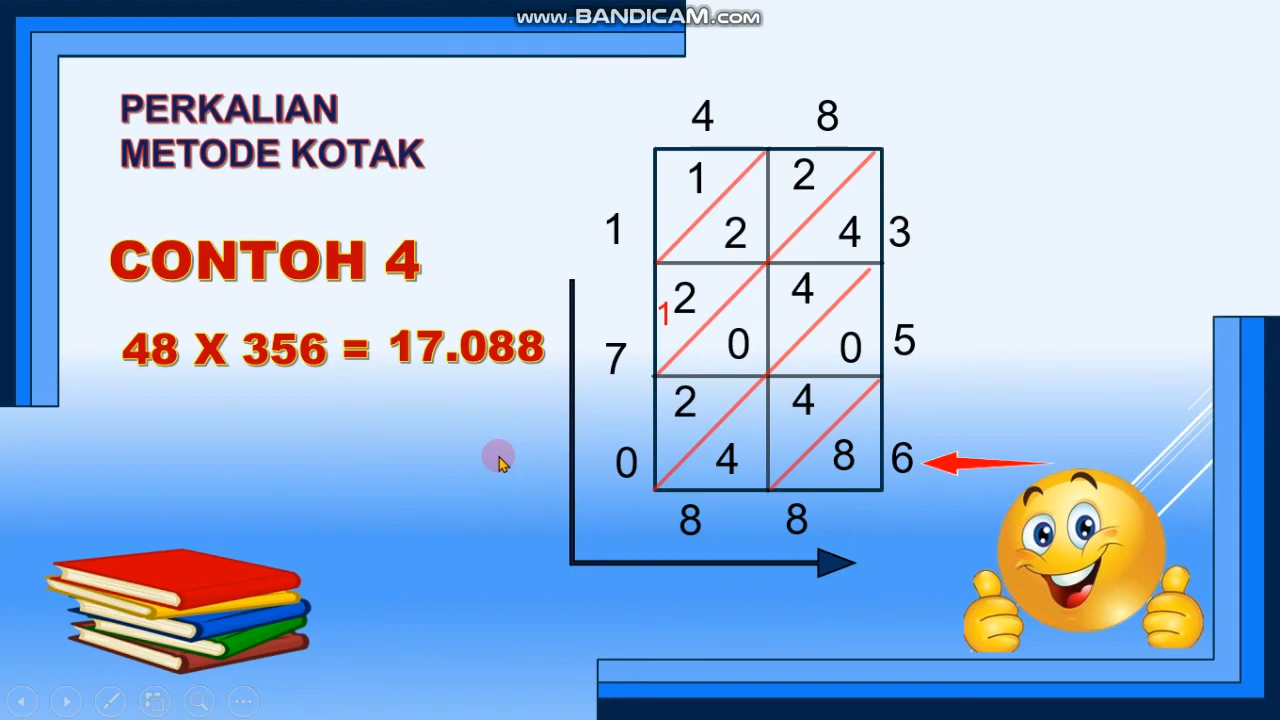 www.BANDICAM.com
PERKALIAN
METODE KOTAK
CONTOH 4
48 X 356 = 17.088
4 8
1 2
1 2 4 3
1 2 4
7 0 0 5
2 4
0 4 8 6
8 8